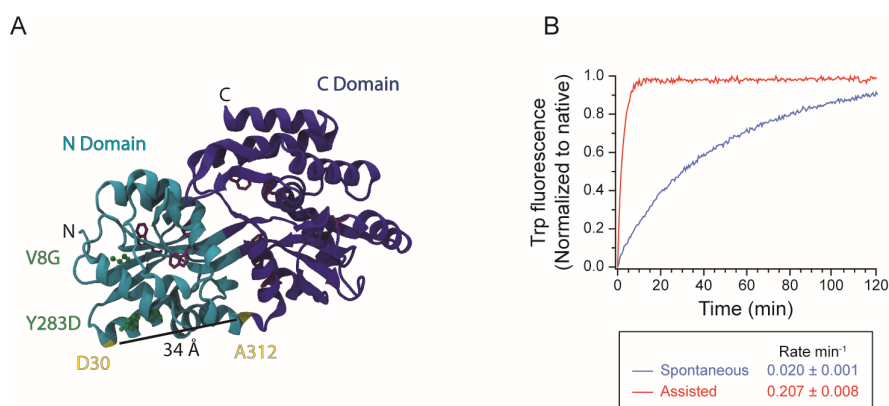 A
C
C Domain
N Domain
N
V8G
Y283D
D30
34 Å
A312
B
Trp fluorescence
(Normalized to native)
1.0
0.8
0.6
0.4
0.2
0.0
0 20 40 60 80 100 120
Time (min)
Rate min⁻¹
Spontaneous 0.020 ± 0.001
Assisted 0.207 ± 0.008